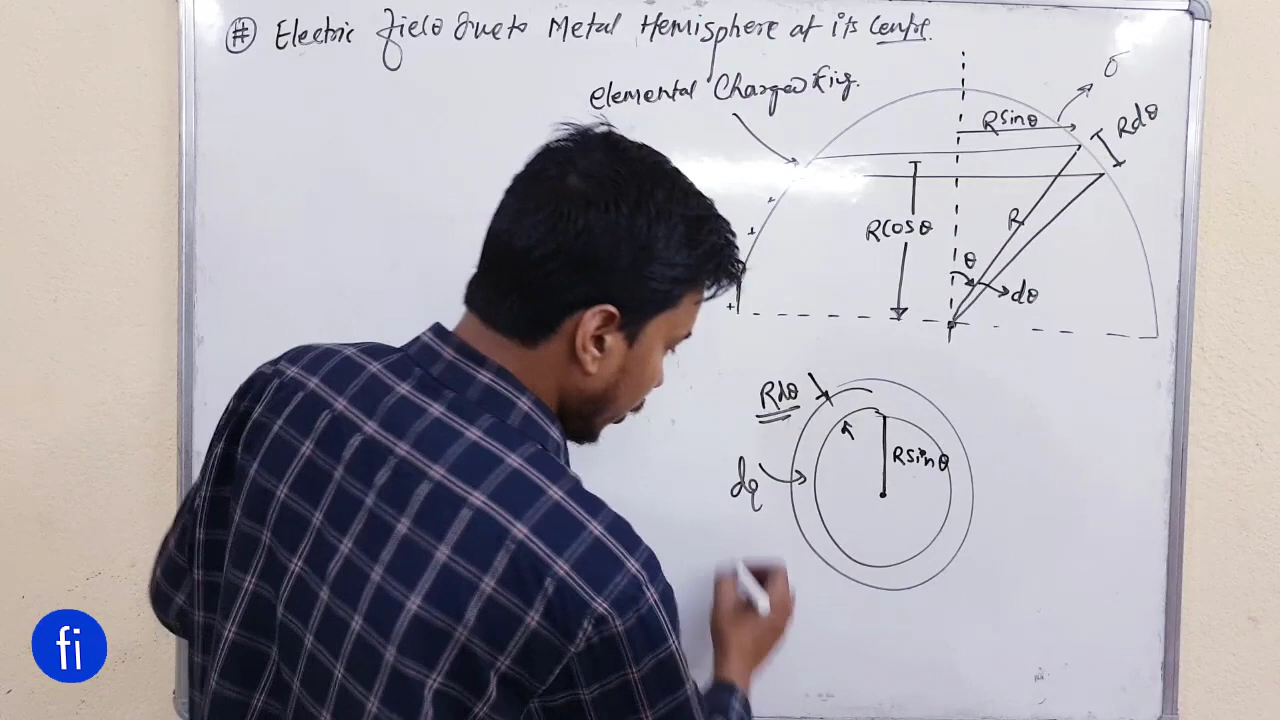 # Electric field due to Metal Hemisphere at its Centre.
elemental Charged Ring.
σ
Rsinθ
Rdθ
Rcosθ
R
θ
dθ
Rdθ
Rsinθ
dq
fi